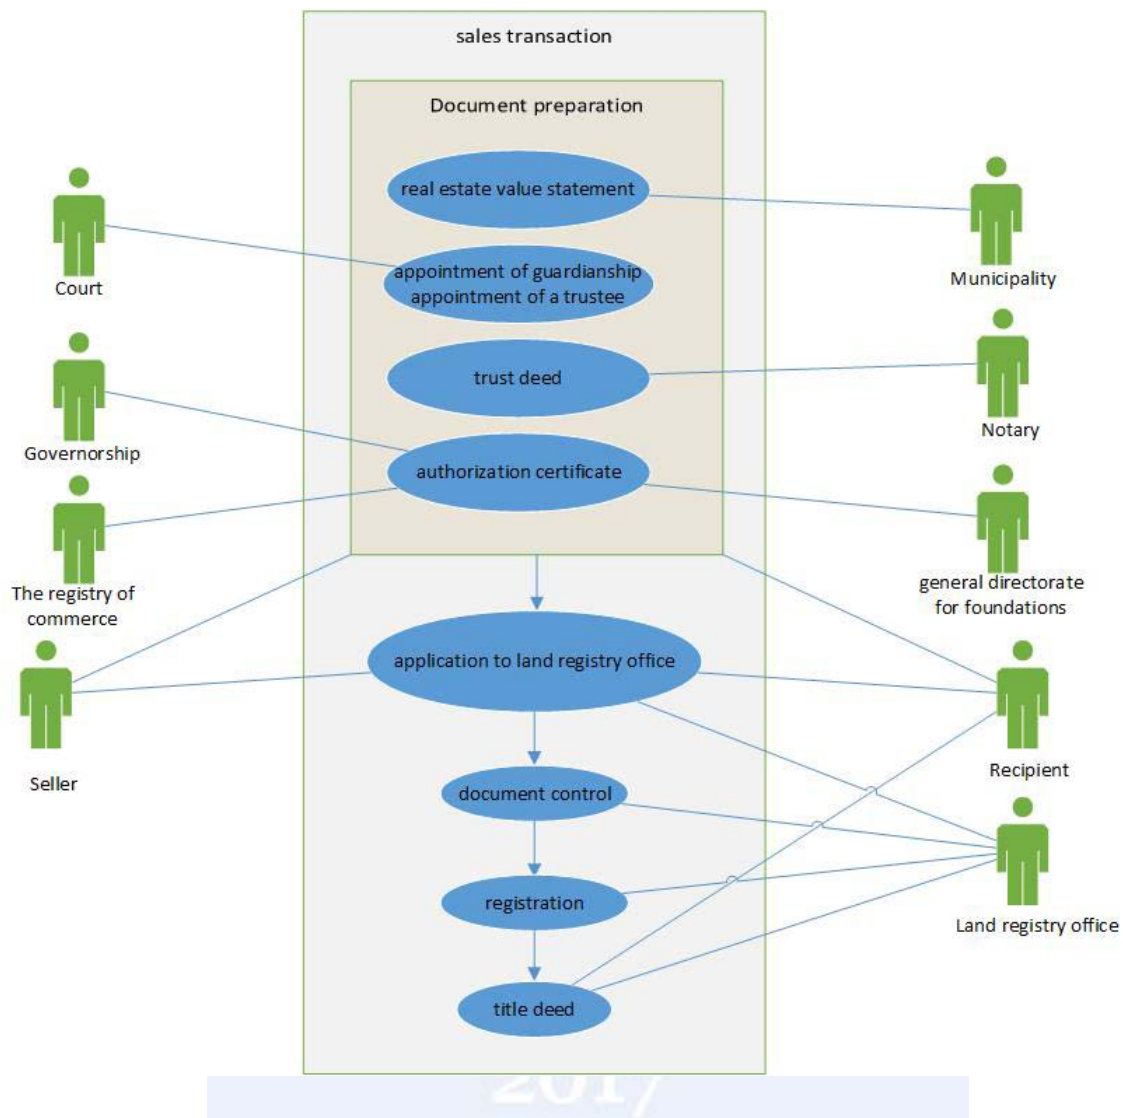 sales transaction
Document preparation
real estate value statement
appointment of guardianship
appointment of a trustee
trust deed
authorization certificate
application to land registry office
document control
registration
title deed
Court
Governorship
The registry of
commerce
Seller
Municipality
Notary
general directorate
for foundations
Recipient
Land registry office
2017